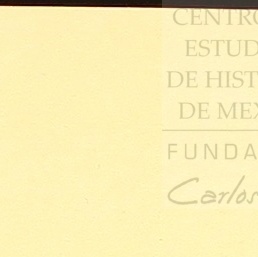 CENTRO
ESTUD
DE HIST
DE MEX
FUNDA
Carlos